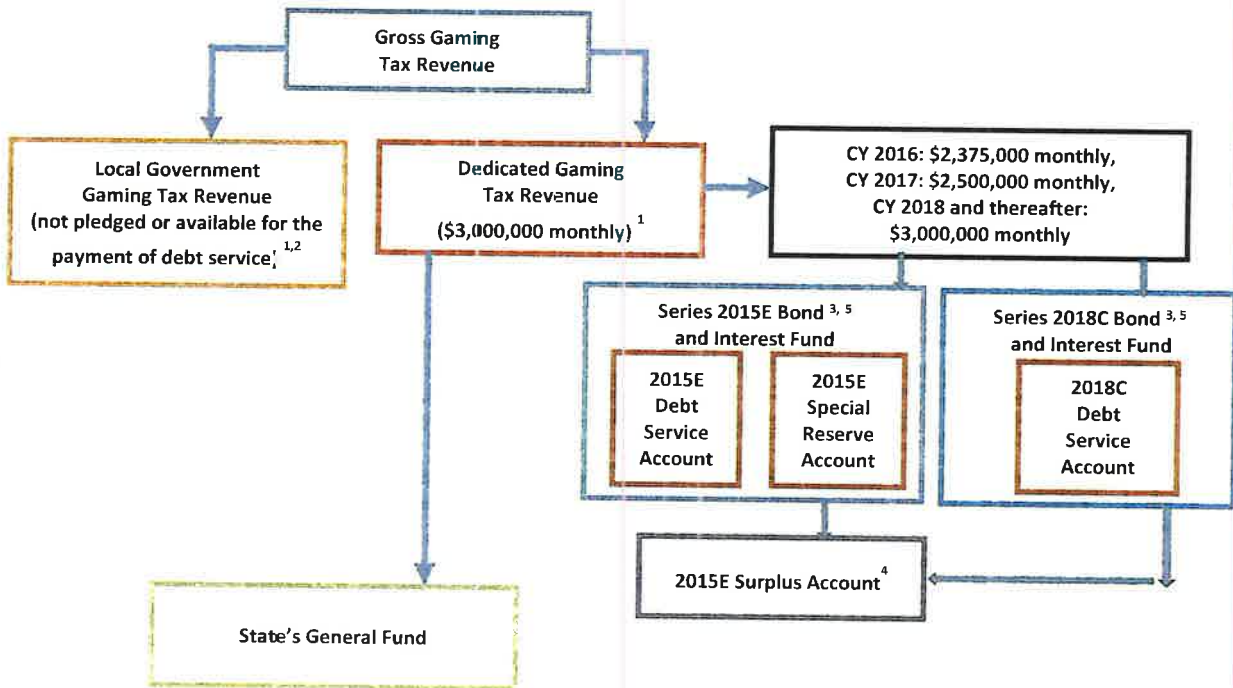 Gross Gaming
Tax Revenue
Local Government
Gaming Tax Revenue
(not pledged or available for the
payment of debt service) 1,2
Dedicated Gaming
Tax Revenue
($3,000,000 monthly) 1
CY 2016: $2,375,000 monthly,
CY 2017: $2,500,000 monthly,
CY 2018 and thereafter:
$3,000,000 monthly
Series 2015E Bond 3, 5
and Interest Fund
2015E
Debt
Service
Account
2015E
Special
Reserve
Account
Series 2018C Bond 3, 5
and Interest Fund
2018C
Debt
Service
Account
2015E Surplus Account 4
State's General Fund